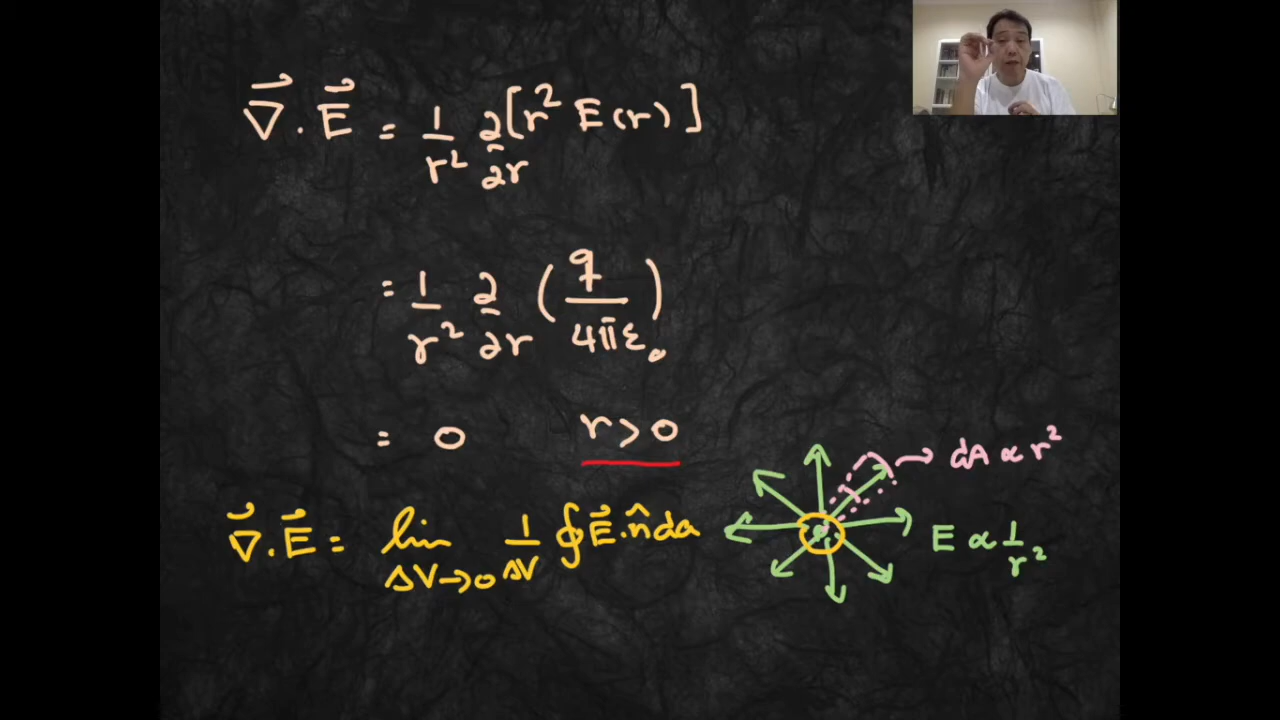 ∇⃗ · E⃗ = 1/r² ∂/∂r [r² E(r)]
= 1/r² ∂/∂r (q/4πε₀)
= 0 r > 0
∇⃗ · E⃗ = lim ΔV→0 1/ΔV ∮ E⃗ · n̂ da
dA ∝ r²
E ∝ 1/r²